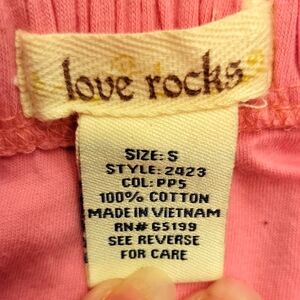 love rocks
SIZE: S
STYLE: 2423
COL: PP5
100% COTTON
MADE IN VIETNAM
RN# 65199
SEE REVERSE
FOR CARE